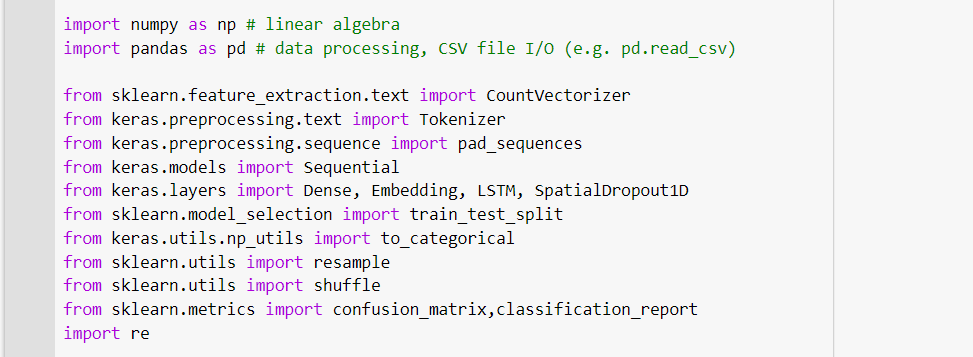 import numpy as np # linear algebra
import pandas as pd # data processing, CSV file I/O (e.g. pd.read_csv)
from sklearn.feature_extraction.text import CountVectorizer
from keras.preprocessing.text import Tokenizer
from keras.preprocessing.sequence import pad_sequences
from keras.models import Sequential
from keras.layers import Dense, Embedding, LSTM, SpatialDropout1D
from sklearn.model_selection import train_test_split
from keras.utils.np_utils import to_categorical
from sklearn.utils import resample
from sklearn.utils import shuffle
from sklearn.metrics import confusion_matrix,classification_report
import re